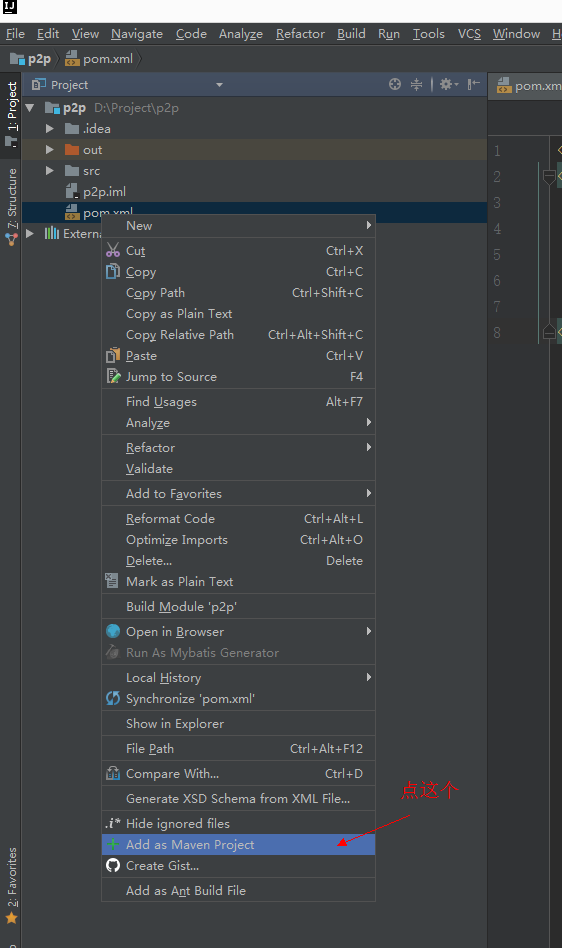 IJ
File Edit View Navigate Code Analyze Refactor Build Run Tools VCS Window
p2p pom.xml
1: Project
Project
pom.xm
p2p D:\Project\p2p
.idea
out
src
p2p.iml
pom.xml
Externa
7: Structure
2: Favorites
1
2
3
4
5
6
7
8
New
Cut Ctrl+X
Copy Ctrl+C
Copy Path Ctrl+Shift+C
Copy as Plain Text
Copy Relative Path Ctrl+Alt+Shift+C
Paste Ctrl+V
Jump to Source F4
Find Usages Alt+F7
Analyze
Refactor
Validate
Add to Favorites
Reformat Code Ctrl+Alt+L
Optimize Imports Ctrl+Alt+O
Delete... Delete
Mark as Plain Text
Build Module 'p2p'
Open in Browser
Run As Mybatis Generator
Local History
Synchronize 'pom.xml'
Show in Explorer
File Path Ctrl+Alt+F12
Compare With... Ctrl+D
Generate XSD Schema from XML File...
.i* Hide ignored files
Add as Maven Project
Create Gist...
Add as Ant Build File
点这个